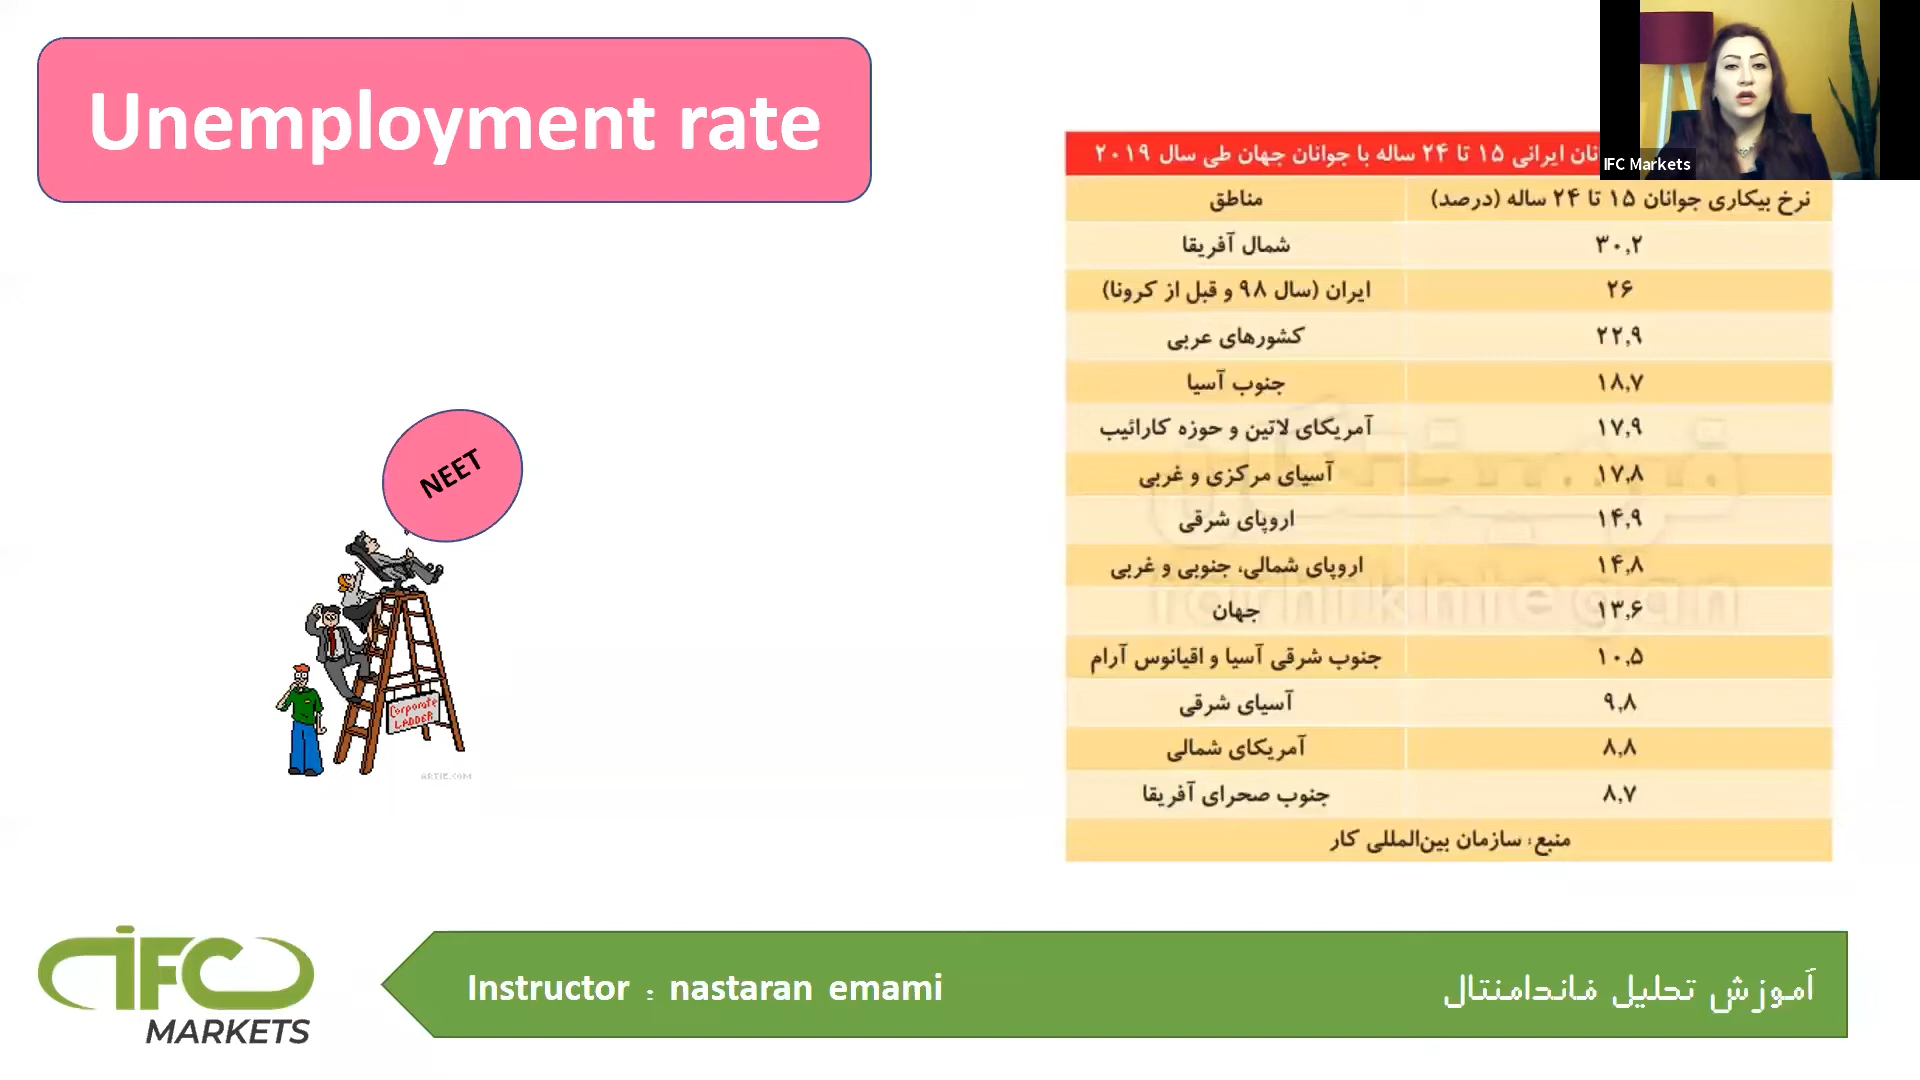 Unemployment rate
IFC Markets
ایرانی ۱۵ تا ۲۴ ساله با جوانان جهان طی سال ۲۰۱۹
نرخ بیکاری جوانان ۱۵ تا ۲۴ ساله (درصد) مناطق
۳۰,۲ شمال آفریقا
۲۶ ایران (سال ۹۸ و قبل از کرونا)
۲۲,۹ کشورهای عربی
۱۸,۷ جنوب آسیا
۱۷,۹ آمریکای لاتین و حوزه کارائیب
۱۷,۸ آسیای مرکزی و غربی
۱۴,۹ اروپای شرقی
۱۴,۸ اروپای شمالی، جنوبی و غربی
۱۳,۶ جهان
۱۰,۵ جنوب شرقی آسیا و اقیانوس آرام
۹,۸ آسیای شرقی
۸,۸ آمریکای شمالی
۸,۷ جنوب صحرای آفریقا
منبع: سازمان بین‌المللی کار
فرهیختگان
farhikhtegan
NEET
Corporate
LADDER
ARTIE.COM
IFC
MARKETS
Instructor : nastaran emami
آموزش تحلیل فاندامنتال